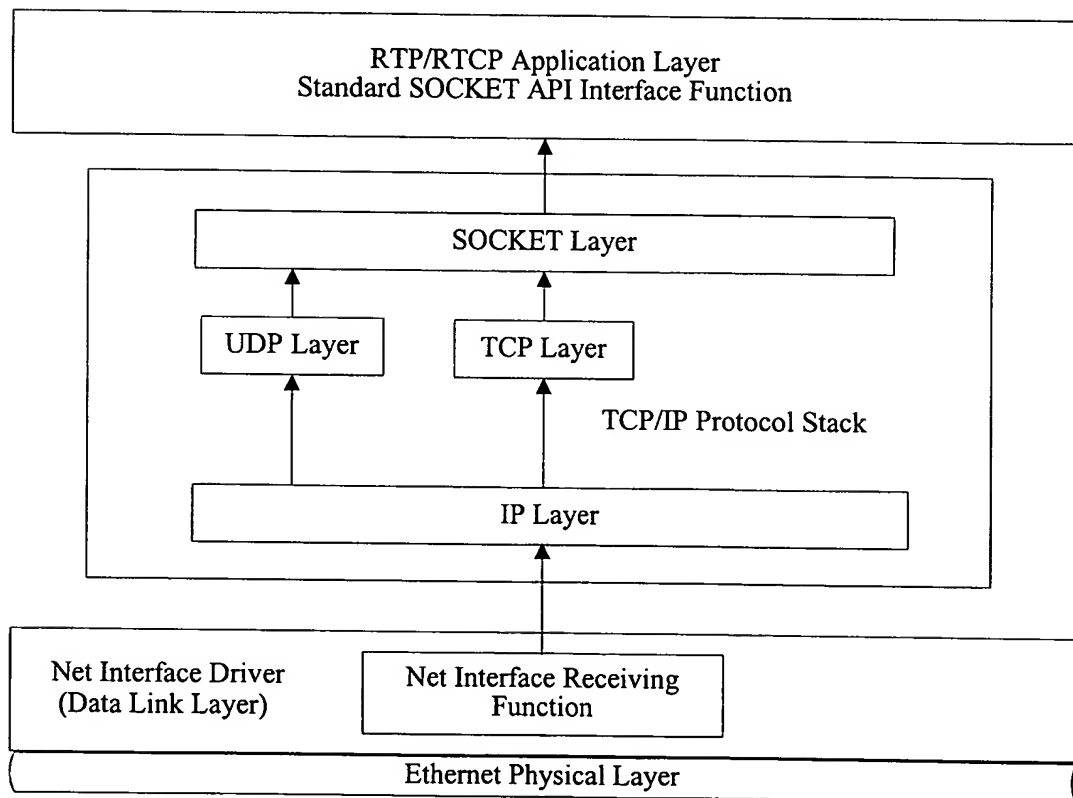 RTP/RTCP Application Layer
Standard SOCKET API Interface Function
SOCKET Layer
UDP Layer
TCP Layer
TCP/IP Protocol Stack
IP Layer
Net Interface Driver
(Data Link Layer)
Net Interface Receiving
Function
Ethernet Physical Layer